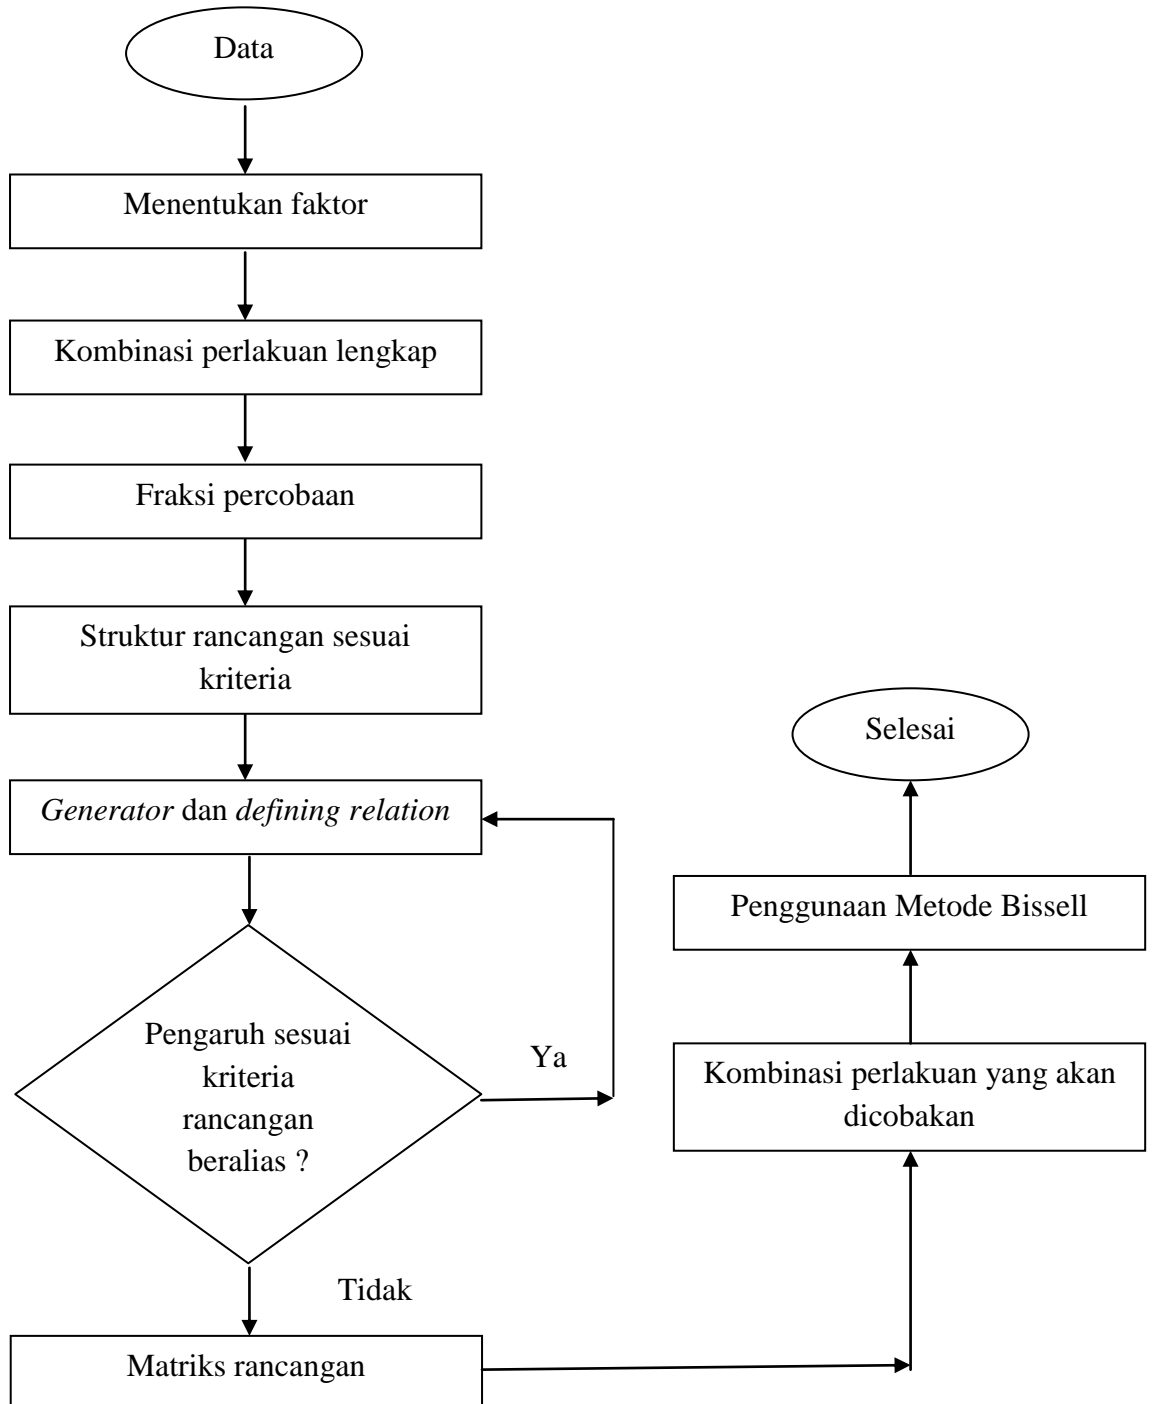 Data
Menentukan faktor
Kombinasi perlakuan lengkap
Fraksi percobaan
Struktur rancangan sesuai
kriteria
Generator dan defining relation
Pengaruh sesuai
kriteria
rancangan
beralias ?
Ya
Tidak
Matriks rancangan
Kombinasi perlakuan yang akan
dicobakan
Penggunaan Metode Bissell
Selesai